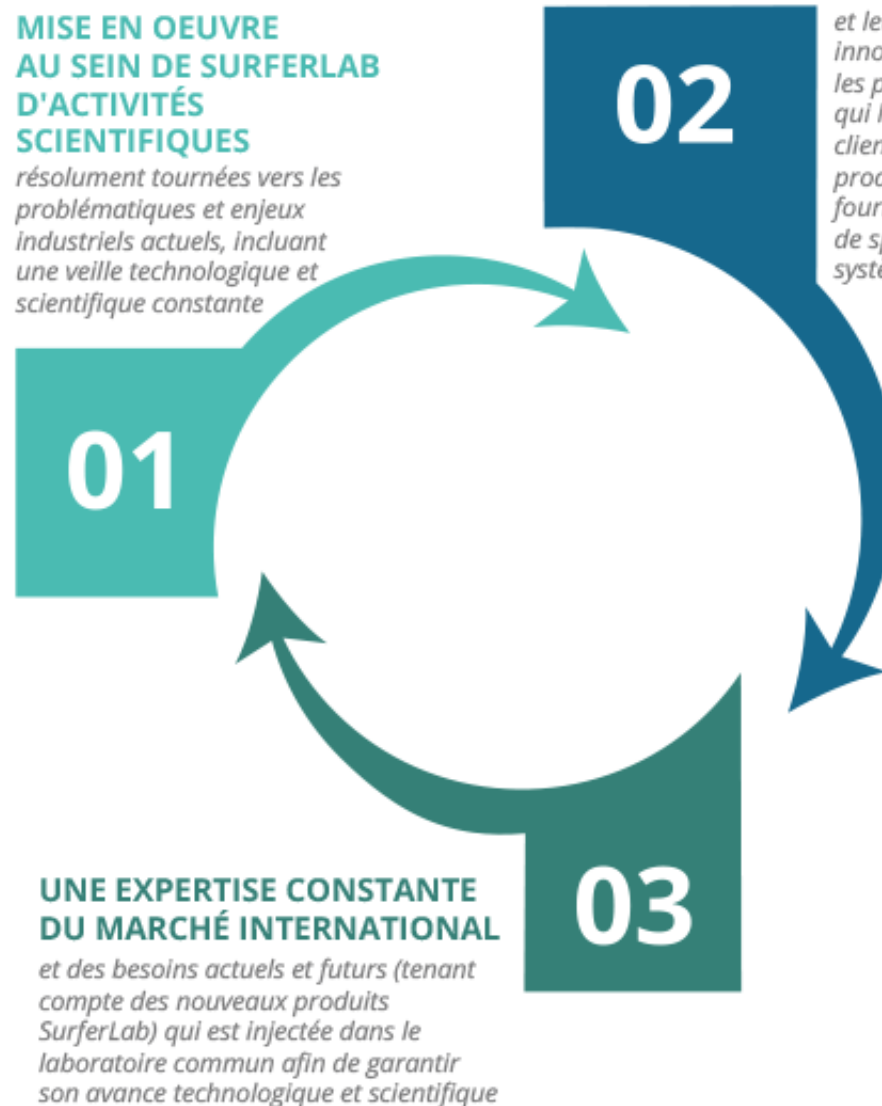 MISE EN OEUVRE
AU SEIN DE SURFERLAB
D'ACTIVITÉS
SCIENTIFIQUES
résolument tournées vers les
problématiques et enjeux
industriels actuels, incluant
une veille technologique et
scientifique constante
01
02
et
qui
de
03
UNE EXPERTISE CONSTANTE
DU MARCHÉ INTERNATIONAL
et des besoins actuels et futurs (tenant
compte des nouveaux produits
SurferLab) qui est injectée dans le
laboratoire commun afin de garantir
son avance technologique et scientifique